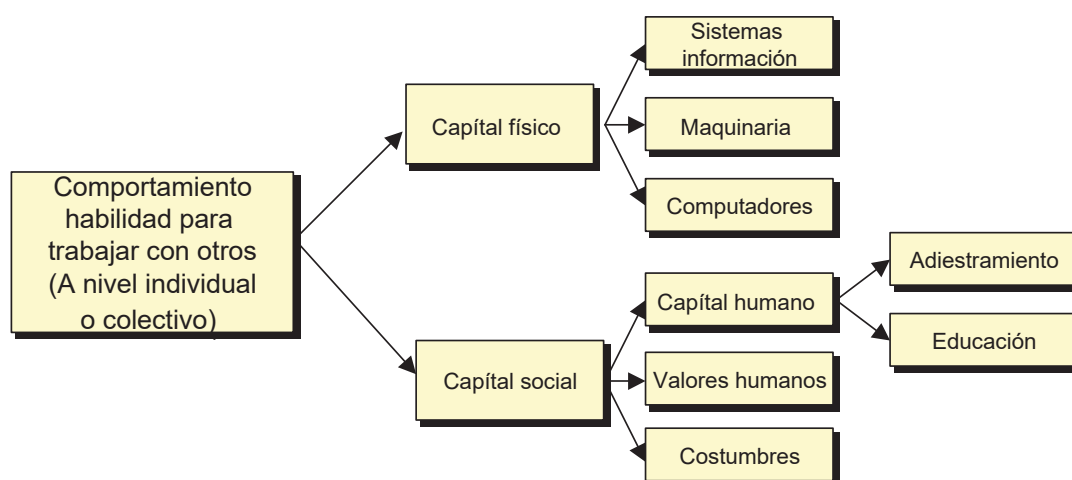 Comportamiento
habilidad para
trabajar con otros
(A nivel individual
o colectivo)
Capítal físico
Sistemas
información
Maquinaria
Computadores
Capítal social
Capítal humano
Valores humanos
Costumbres
Adiestramiento
Educación